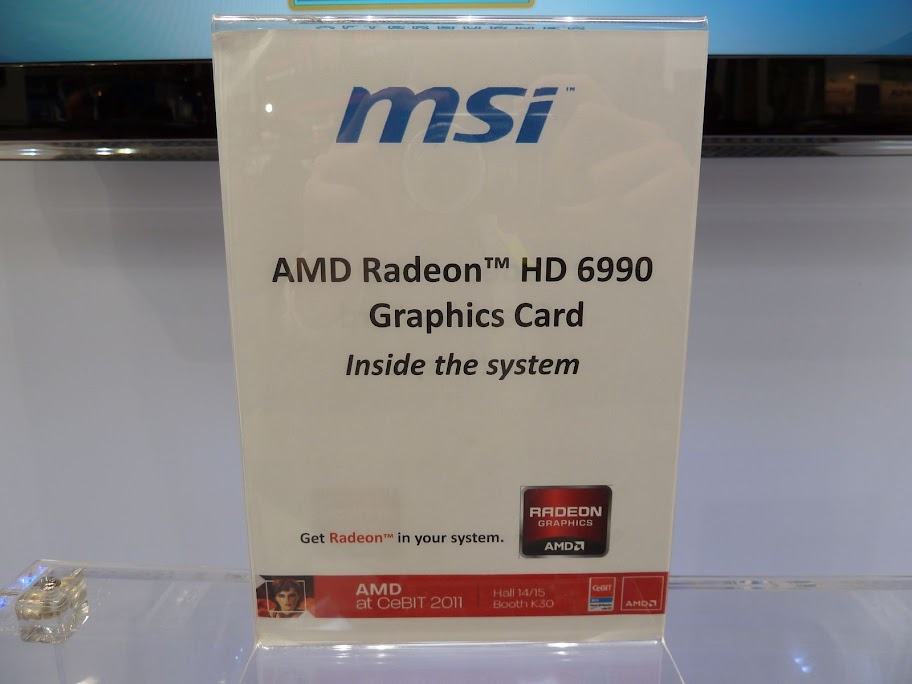 msi™
AMD Radeon™ HD 6990
Graphics Card
Inside the system
RADEON
GRAPHICS
AMD
Get Radeon™ in your system.
AMD
at CeBIT 2011
Hall 14/15
Booth K30
CeBIT
AMD